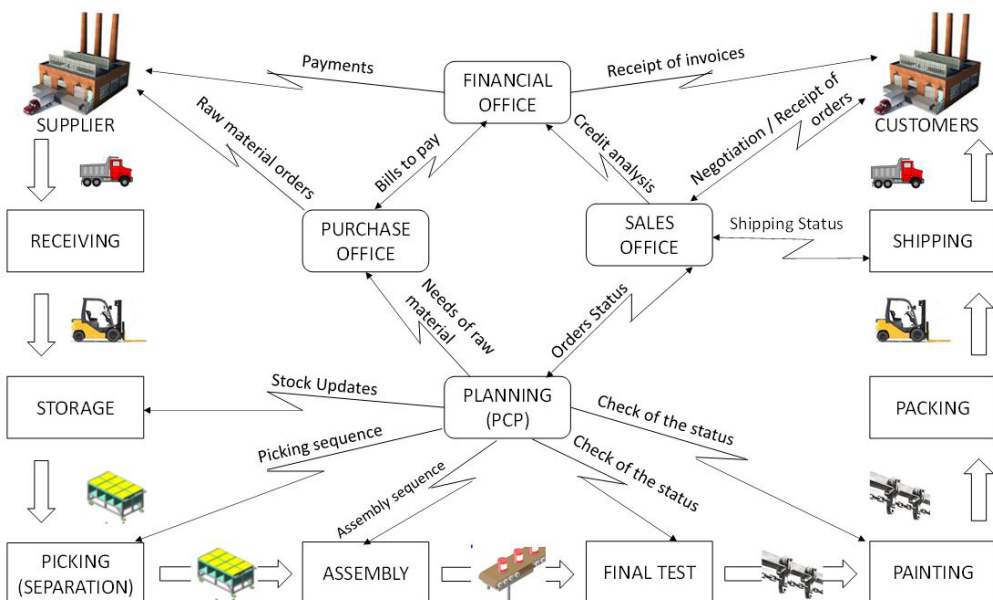 Payments
FINANCIAL
OFFICE
Receipt of invoices
SUPPLIER
CUSTOMERS
Raw material orders
Bills to pay
Credit analysis
Negotiation / Receipt of
orders
RECEIVING
PURCHASE
OFFICE
SALES
OFFICE
Shipping Status
SHIPPING
Needs of raw
material
Orders Status
STORAGE
Stock Updates
PLANNING
(PCP)
Check of the status
PACKING
Picking sequence
Assembly sequence
Check of the status
PICKING
(SEPARATION)
ASSEMBLY
FINAL TEST
PAINTING